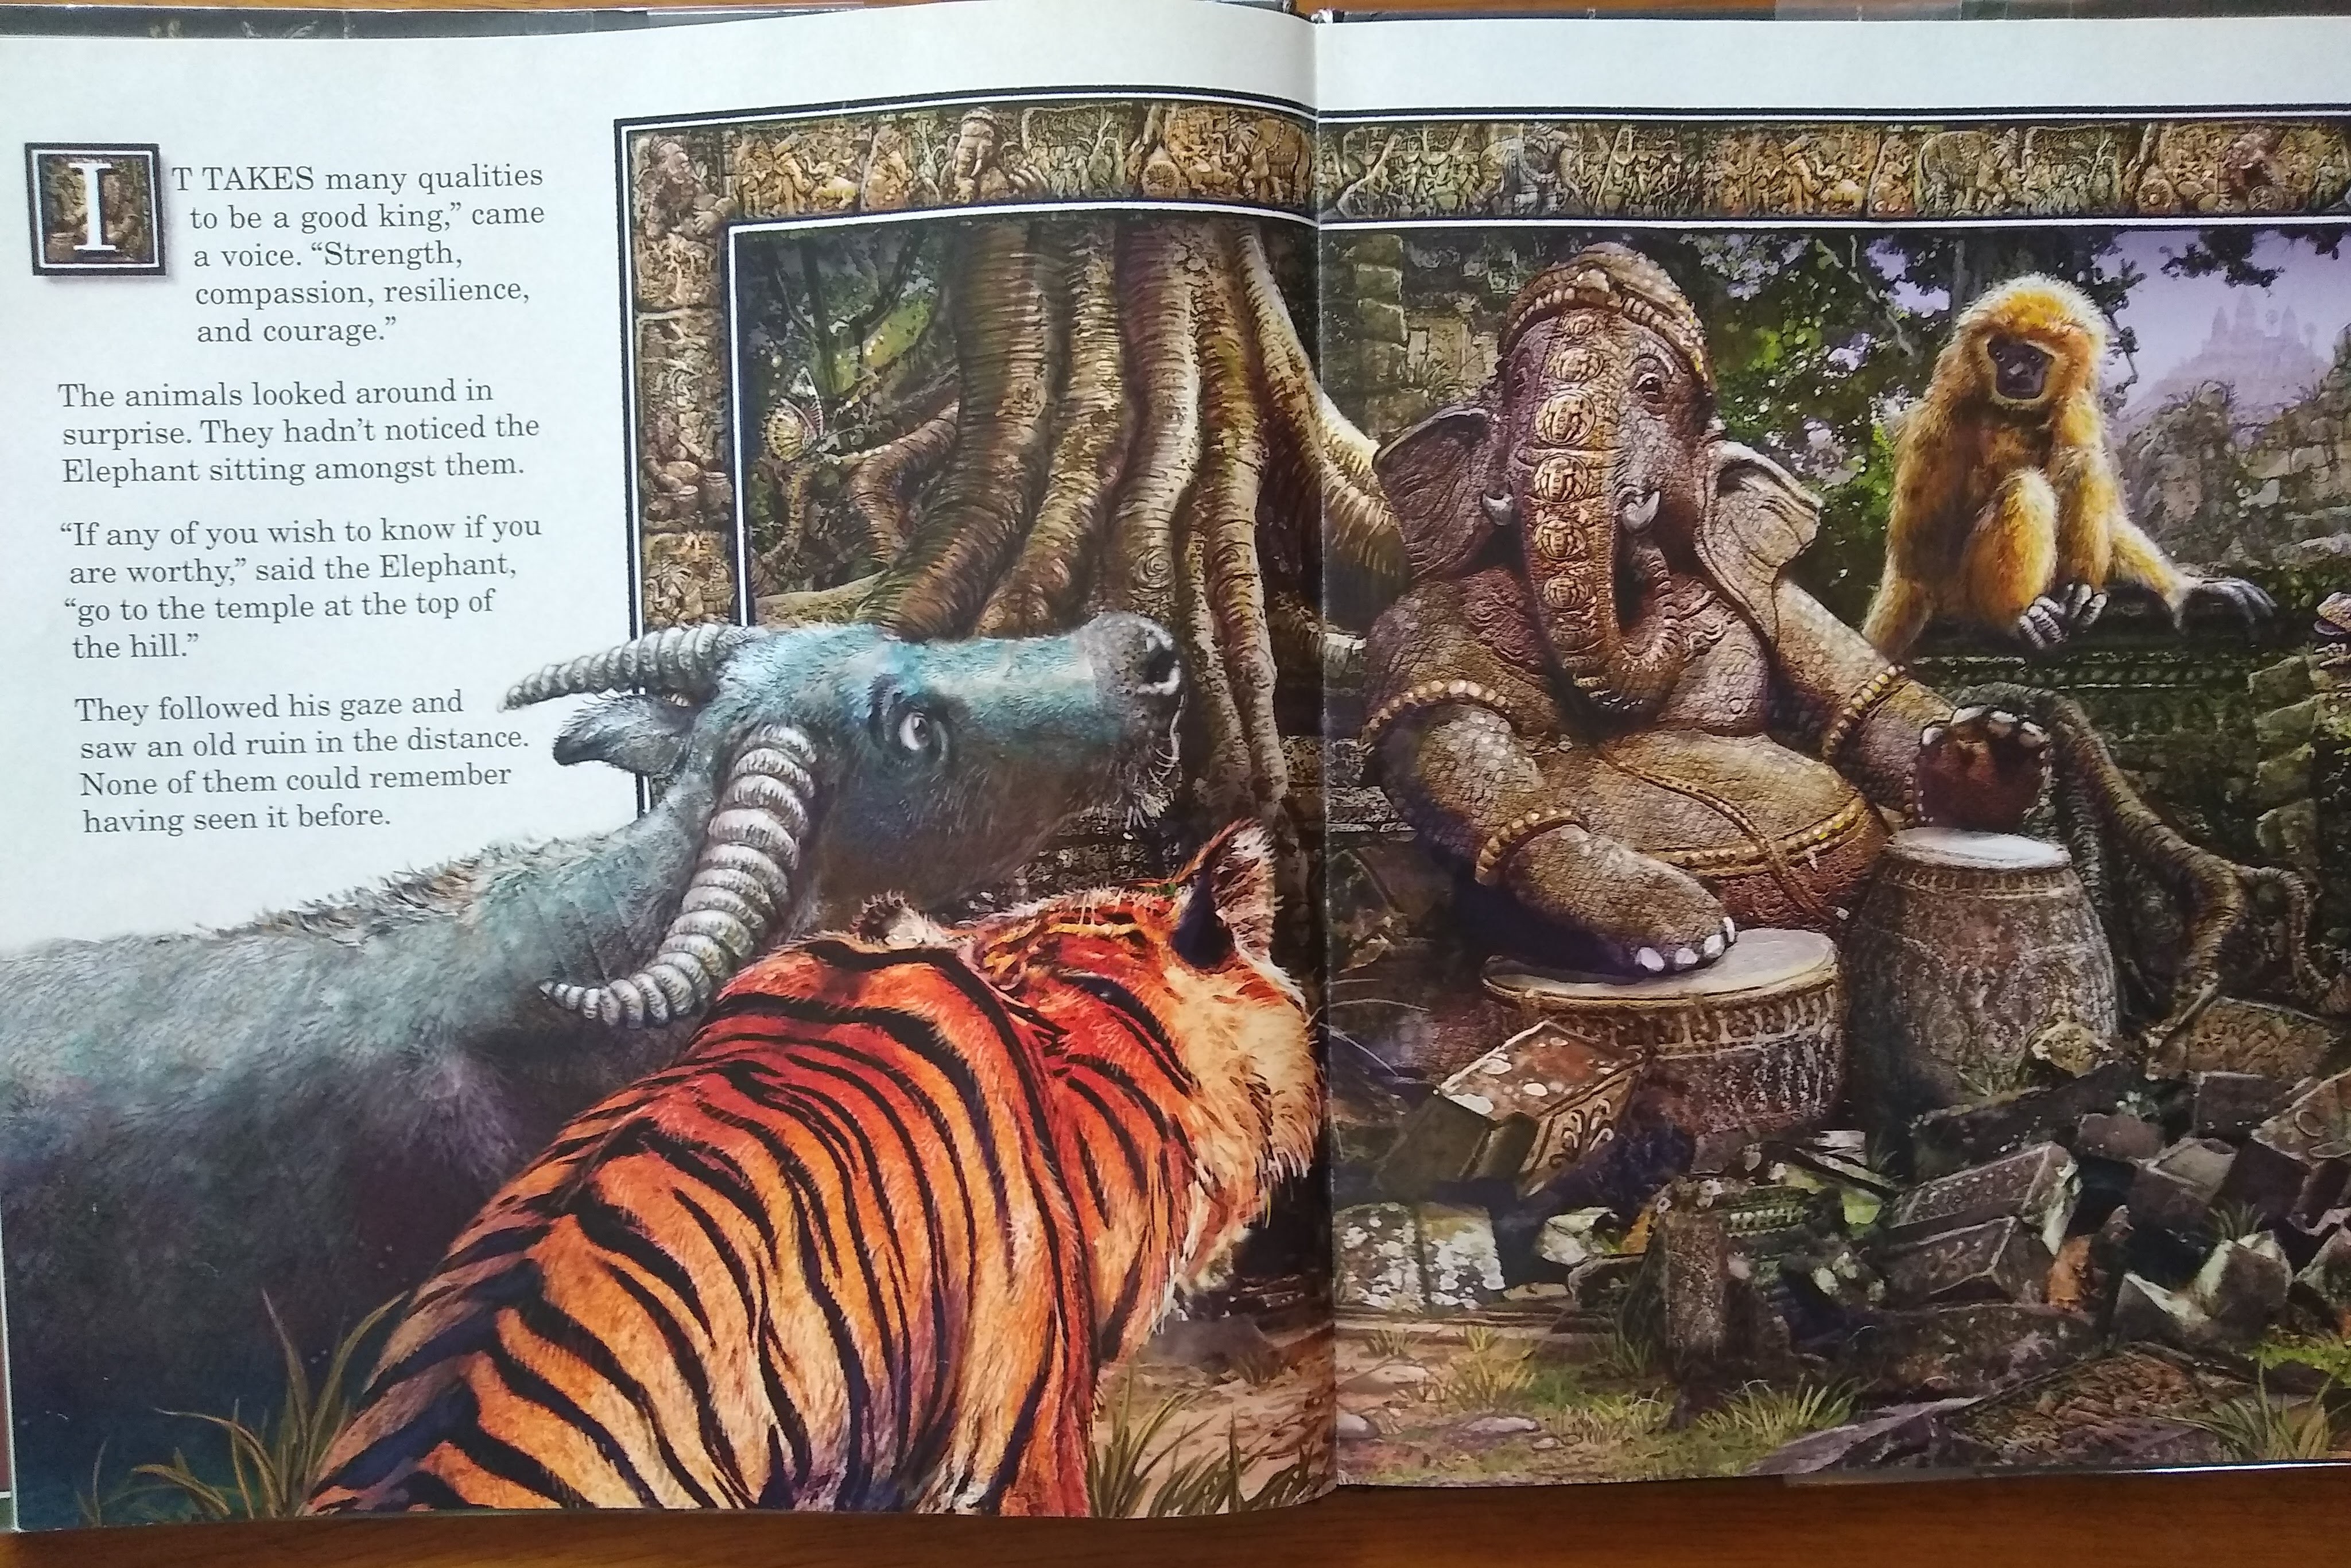 IT TAKES many qualities
to be a good king,” came
a voice. “Strength,
compassion, resilience,
and courage.”
The animals looked around in
surprise. They hadn’t noticed the
Elephant sitting amongst them.
“If any of you wish to know if you
are worthy,” said the Elephant,
“go to the temple at the top of
the hill.”
They followed his gaze and
saw an old ruin in the distance.
None of them could remember
having seen it before.